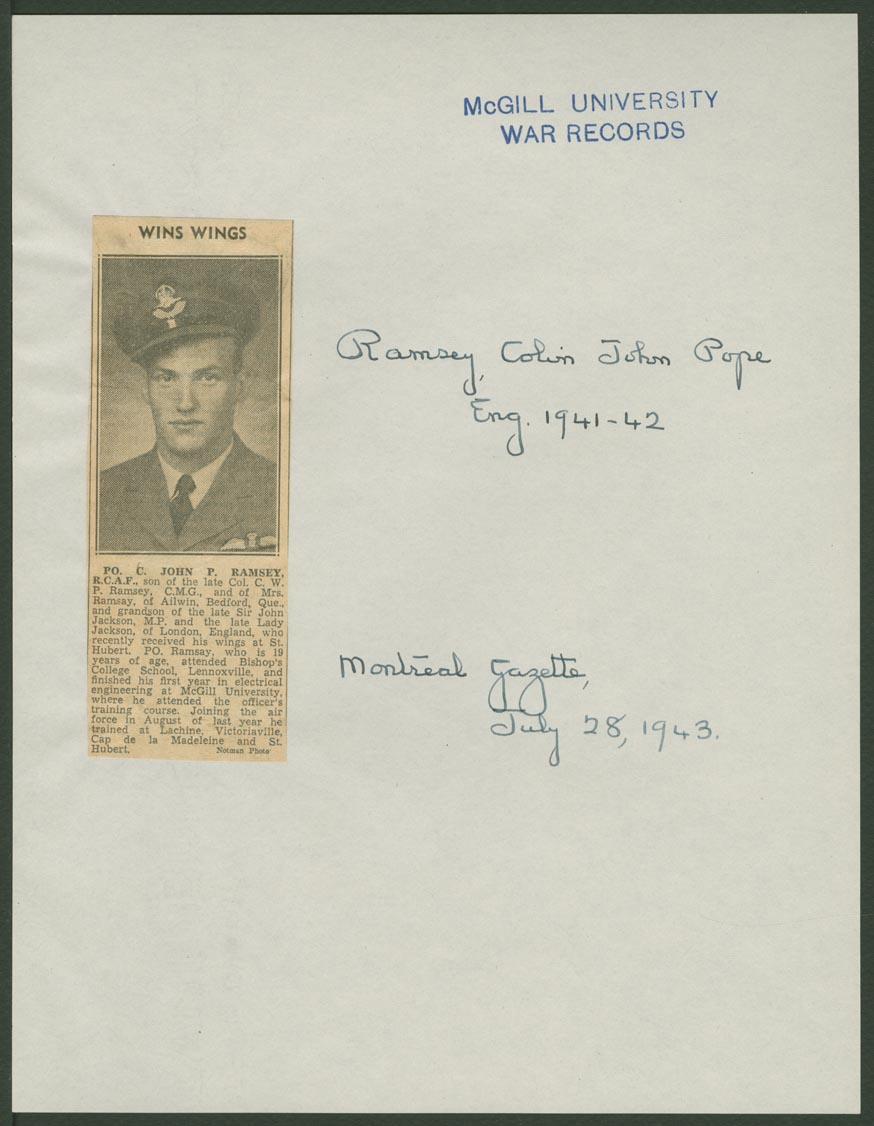 McGILL UNIVERSITY
WAR RECORDS
WINS WINGS
PO. C. JOHN P. RAMSEY,
R.C.A.F., son of the late Col. C. W.
P. Ramsey, C.M.G., and of Mrs.
Ramsay, of Ailwin, Bedford, Que.,
and grandson of the late Sir John
Jackson, M.P. and the late Lady
Jackson, of London, England, who
recently received his wings at St.
Hubert. PO. Ramsay, who is 19
years of age, attended Bishop's
College School, Lennoxville, and
finished his first year in electrical
engineering at McGill University,
where he attended the officer's
training course. Joining the air
force in August of last year he
trained at Lachine, Victoriaville,
Cap de la Madeleine and St.
Hubert. Notman Photo
Ramsey, Colin John Pope
Eng. 1941-42
Montreal Gazette,
July 28, 1943.